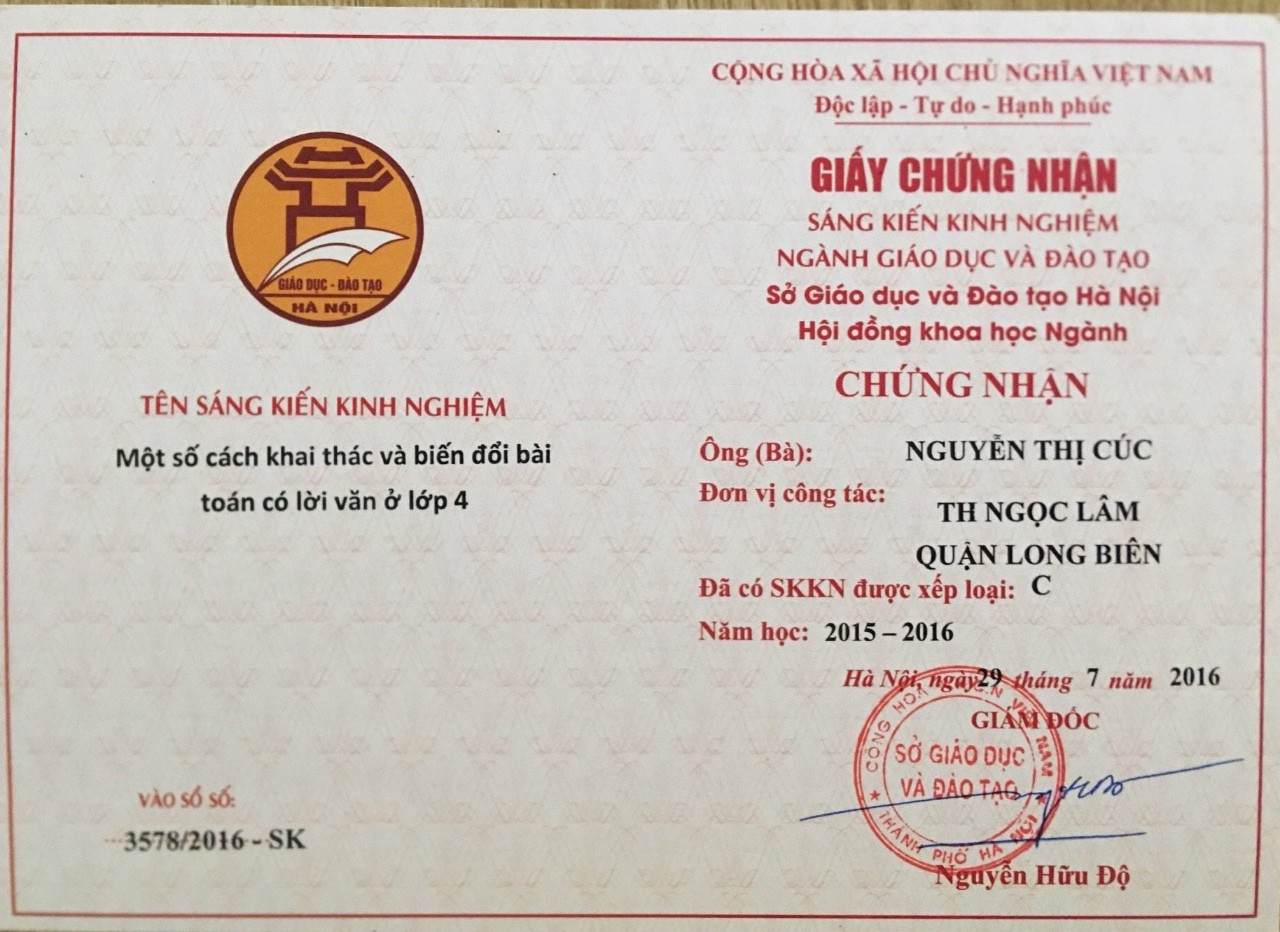 GIÁO DỤC - ĐÀO TẠO
HÀ NỘI
TÊN SÁNG KIẾN KINH NGHIỆM
Một số cách khai thác và biến đổi bài
toán có lời văn ở lớp 4
VÀO SỔ SỐ:
3578/2016 - SK
CỘNG HÒA XÃ HỘI CHỦ NGHĨA VIỆT NAM
Độc lập - Tự do - Hạnh phúc
GIẤY CHỨNG NHẬN
SÁNG KIẾN KINH NGHIỆM
NGÀNH GIÁO DỤC VÀ ĐÀO TẠO
Sở Giáo dục và Đào tạo Hà Nội
Hội đồng khoa học Ngành
CHỨNG NHẬN
Ông (Bà): NGUYỄN THỊ CÚC
Đơn vị công tác: TH NGỌC LÂM
QUẬN LONG BIÊN
Đã có SKKN được xếp loại: C
Năm học: 2015 – 2016
Hà Nội, ngày 29 tháng 7 năm 2016
GIÁM ĐỐC
SỞ GIÁO DỤC
VÀ ĐÀO TẠO
THÀNH PHỐ HÀ NỘI
Nguyễn Hữu Độ